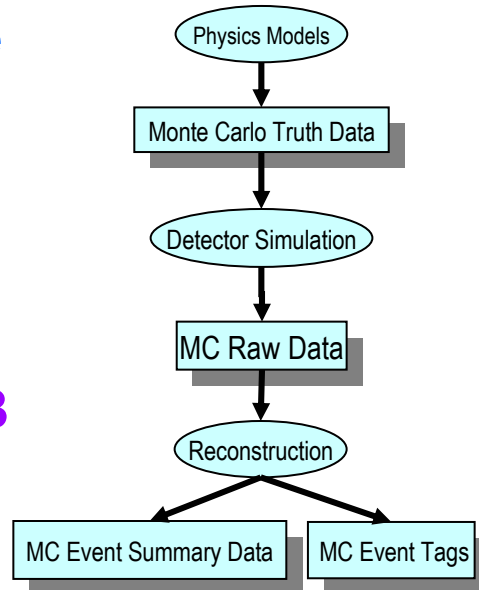 Physics Models
Monte Carlo Truth Data
Detector Simulation
MC Raw Data
Reconstruction
MC Event Summary Data
MC Event Tags